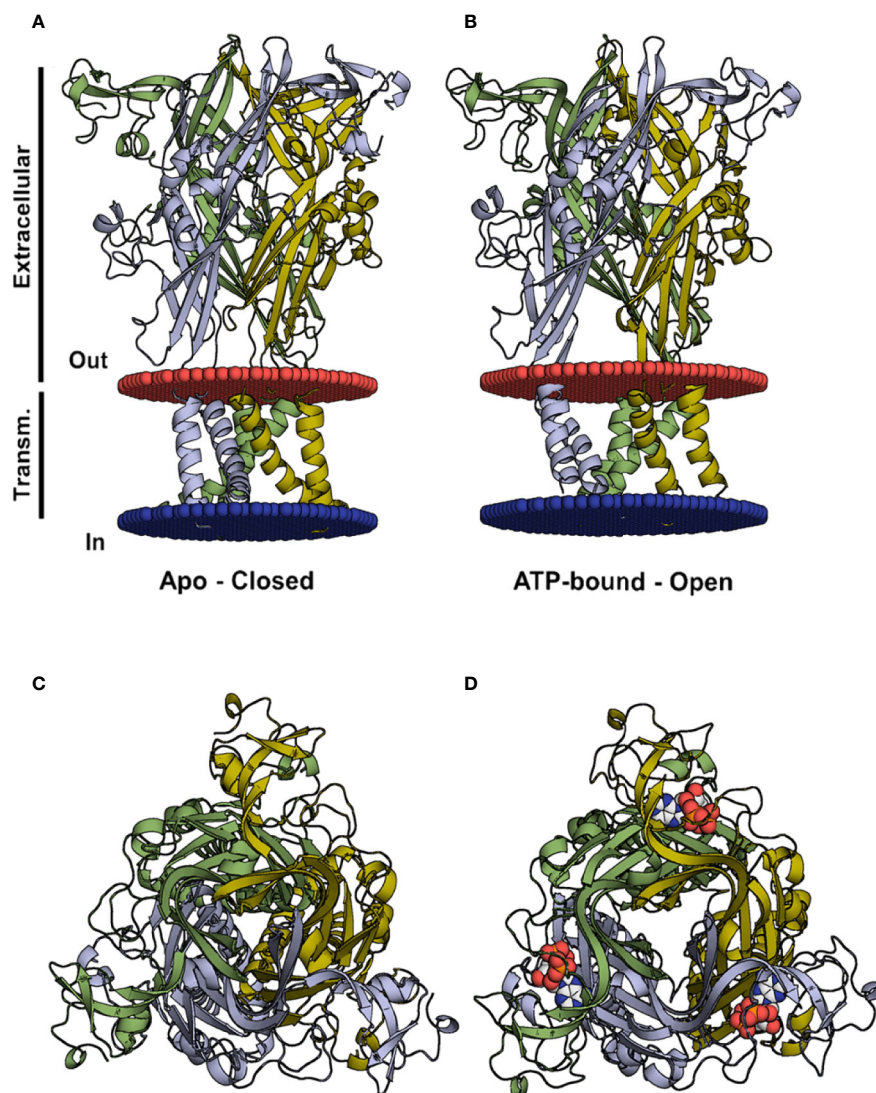 A
B
Extracellular
Out
Transm.
In
Apo - Closed
ATP-bound - Open
C
D